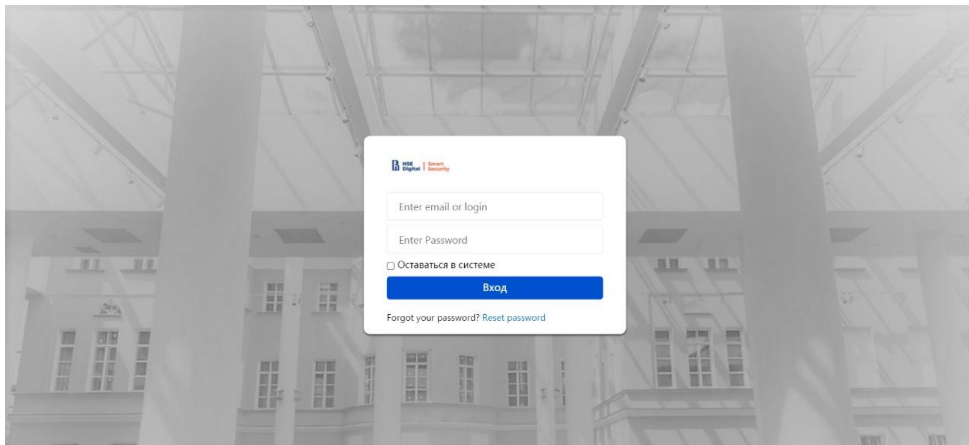 HSE Smart
Digital Security
Enter email or login
Enter Password
Оставаться в системе
Вход
Forgot your password? Reset password